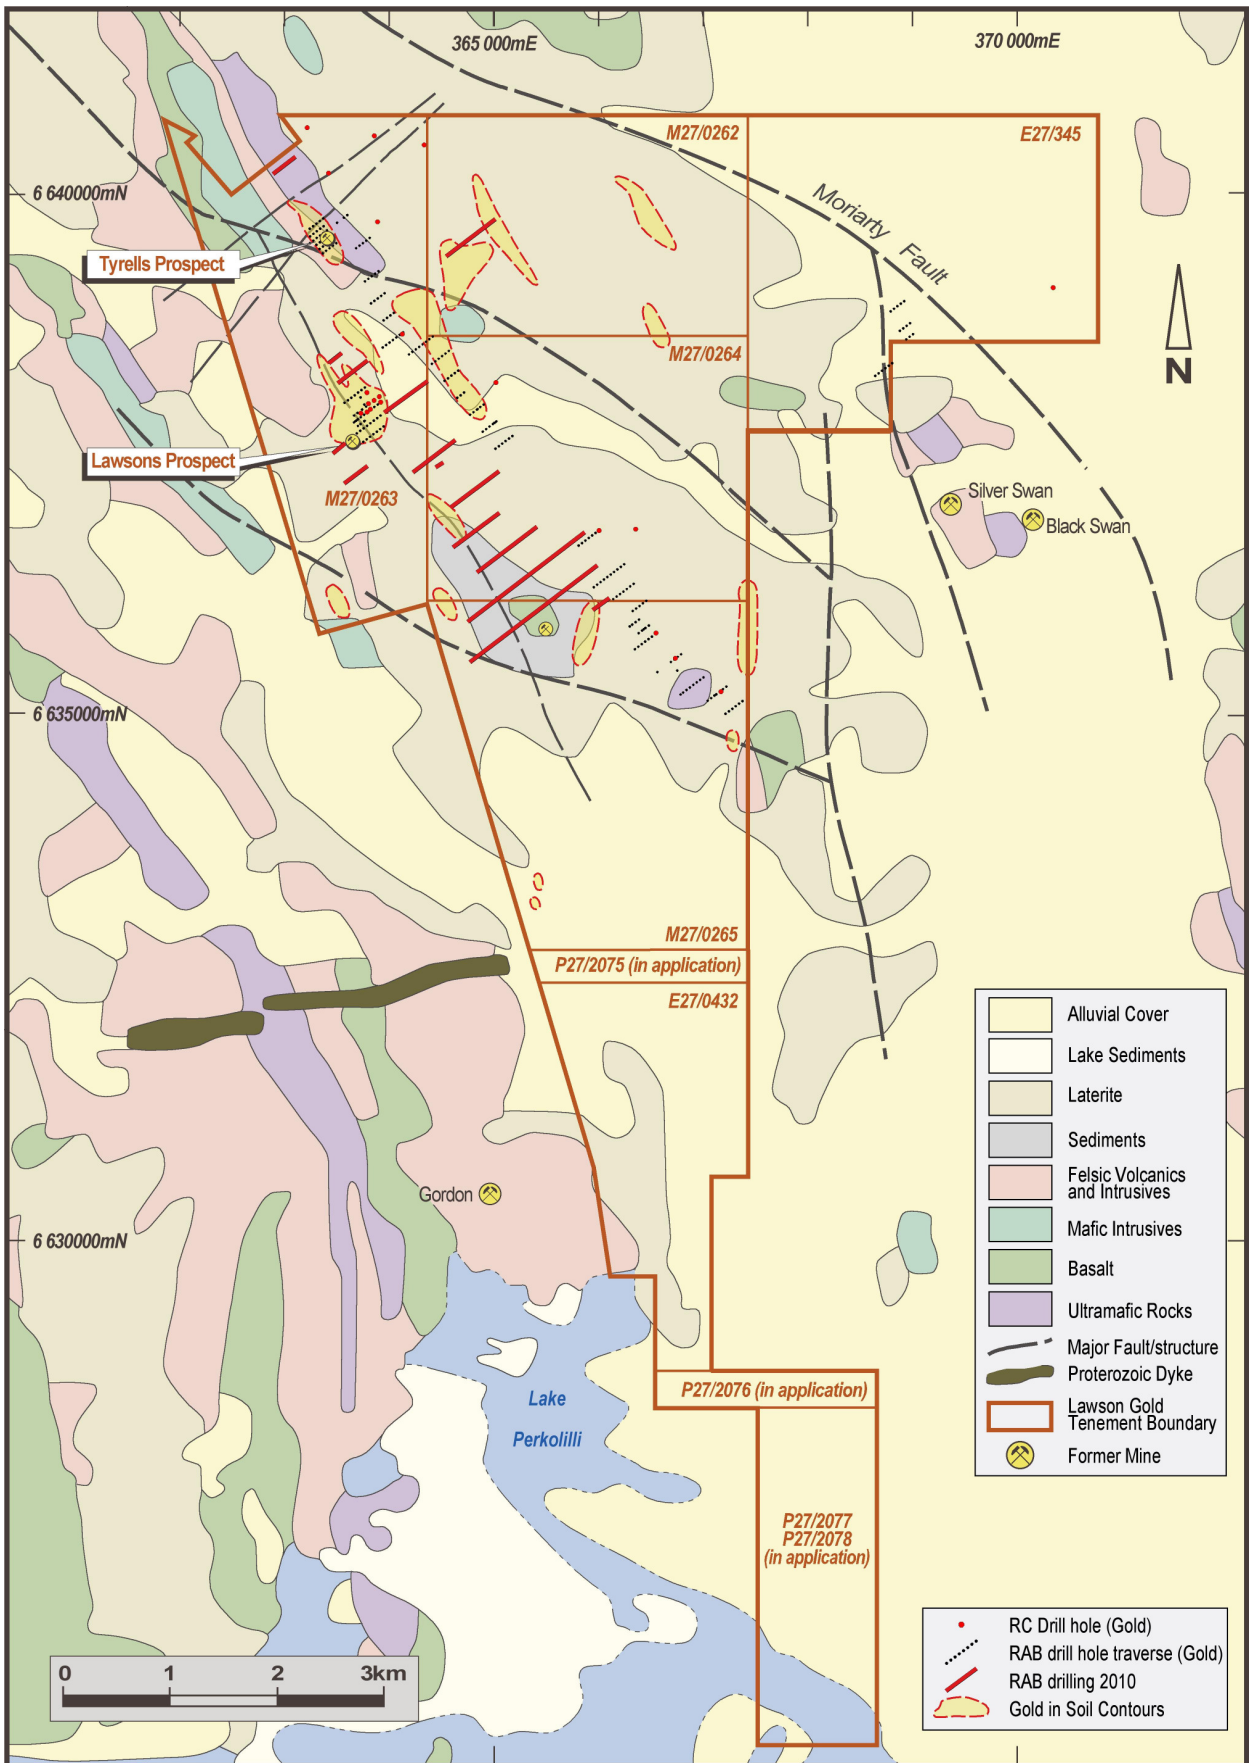 365 000mE
370 000mE
M27/0262
E27/345
6 640000mN
Moriarty Fault
Tyrells Prospect
N
M27/0264
Lawsons Prospect
M27/0263
Silver Swan
Black Swan
6 635000mN
M27/0265
P27/2075 (in application)
E27/0432
Alluvial Cover
Lake Sediments
Laterite
Sediments
Felsic Volcanics
and Intrusives
Mafic Intrusives
Basalt
Ultramafic Rocks
Major Fault/structure
Proterozoic Dyke
Lawson Gold
Tenement Boundary
Former Mine
Gordon
6 630000mN
P27/2076 (in application)
Lake
Perkolilli
P27/2077
P27/2078
(in application)
RC Drill hole (Gold)
RAB drill hole traverse (Gold)
RAB drilling 2010
Gold in Soil Contours
0 1 2 3km